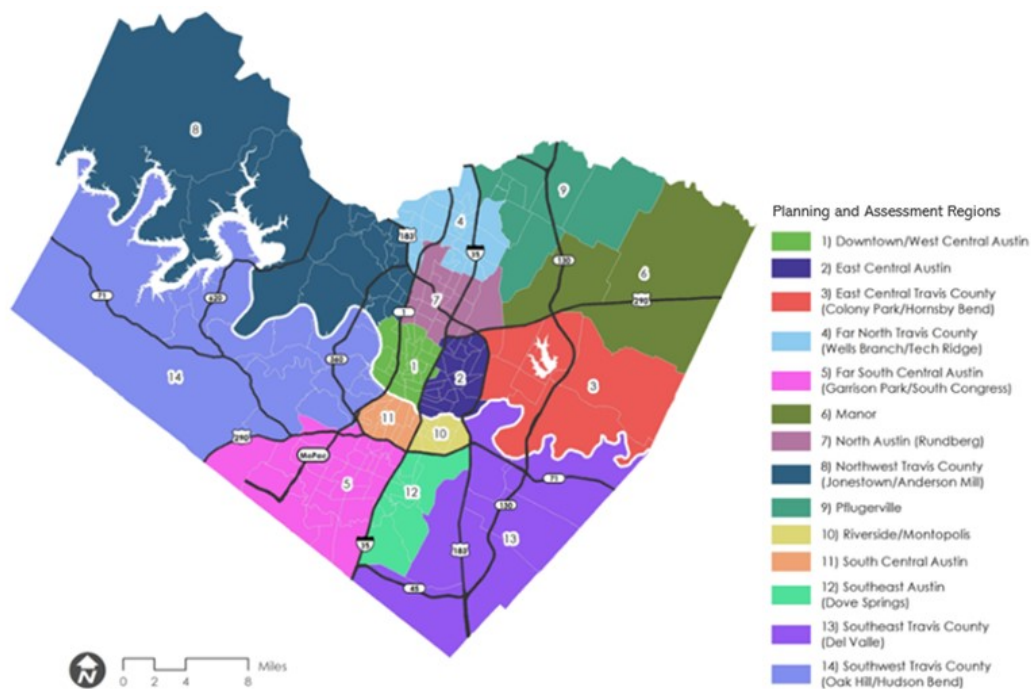 8
183
4
35
9
130
6
290
71
620
7
1
360
1
2
3
14
11
10
290
MoPac
5
12
71
130
13
35
183
45
N
Miles
0 2 4 8
Planning and Assessment Regions
1) Downtown/West Central Austin
2) East Central Austin
3) East Central Travis County
(Colony Park/Hornsby Bend)
4) Far North Travis County
(Wells Branch/Tech Ridge)
5) Far South Central Austin
(Garrison Park/South Congress)
6) Manor
7) North Austin (Rundberg)
8) Northwest Travis County
(Jonestown/Anderson Mill)
9) Pflugerville
10) Riverside/Montopolis
11) South Central Austin
12) Southeast Austin
(Dove Springs)
13) Southeast Travis County
(Del Valle)
14) Southwest Travis County
(Oak Hill/Hudson Bend)